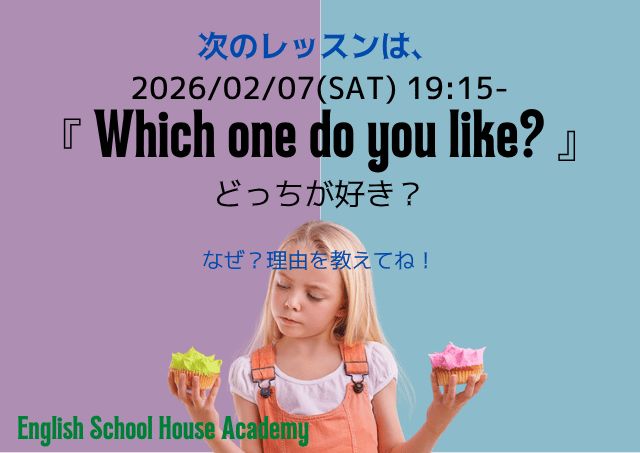 次のレッスンは、
2026/02/07(SAT) 19:15-
『 Which one do you like? 』
どっちが好き？
なぜ？理由を教えてね！
English School House Academy